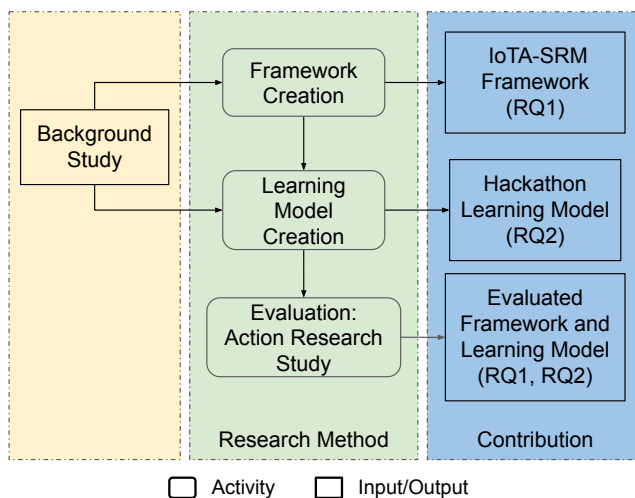 Background
Study
Framework
Creation
IoTA-SRM
Framework
(RQ1)
Learning
Model
Creation
Hackathon
Learning Model
(RQ2)
Evaluation:
Action Research
Study
Evaluated
Framework and
Learning Model
(RQ1, RQ2)
Research Method
Contribution
Activity
Input/Output